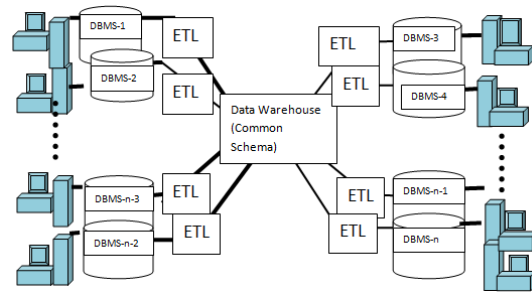 DBMS-1
ETL
ETL
DBMS-3
DBMS-2
ETL
ETL
DBMS-4
Data Warehouse
(Common
Schema)
DBMS-n-3
ETL
ETL
DBMS-n-1
DBMS-n-2
ETL
ETL
DBMS-n